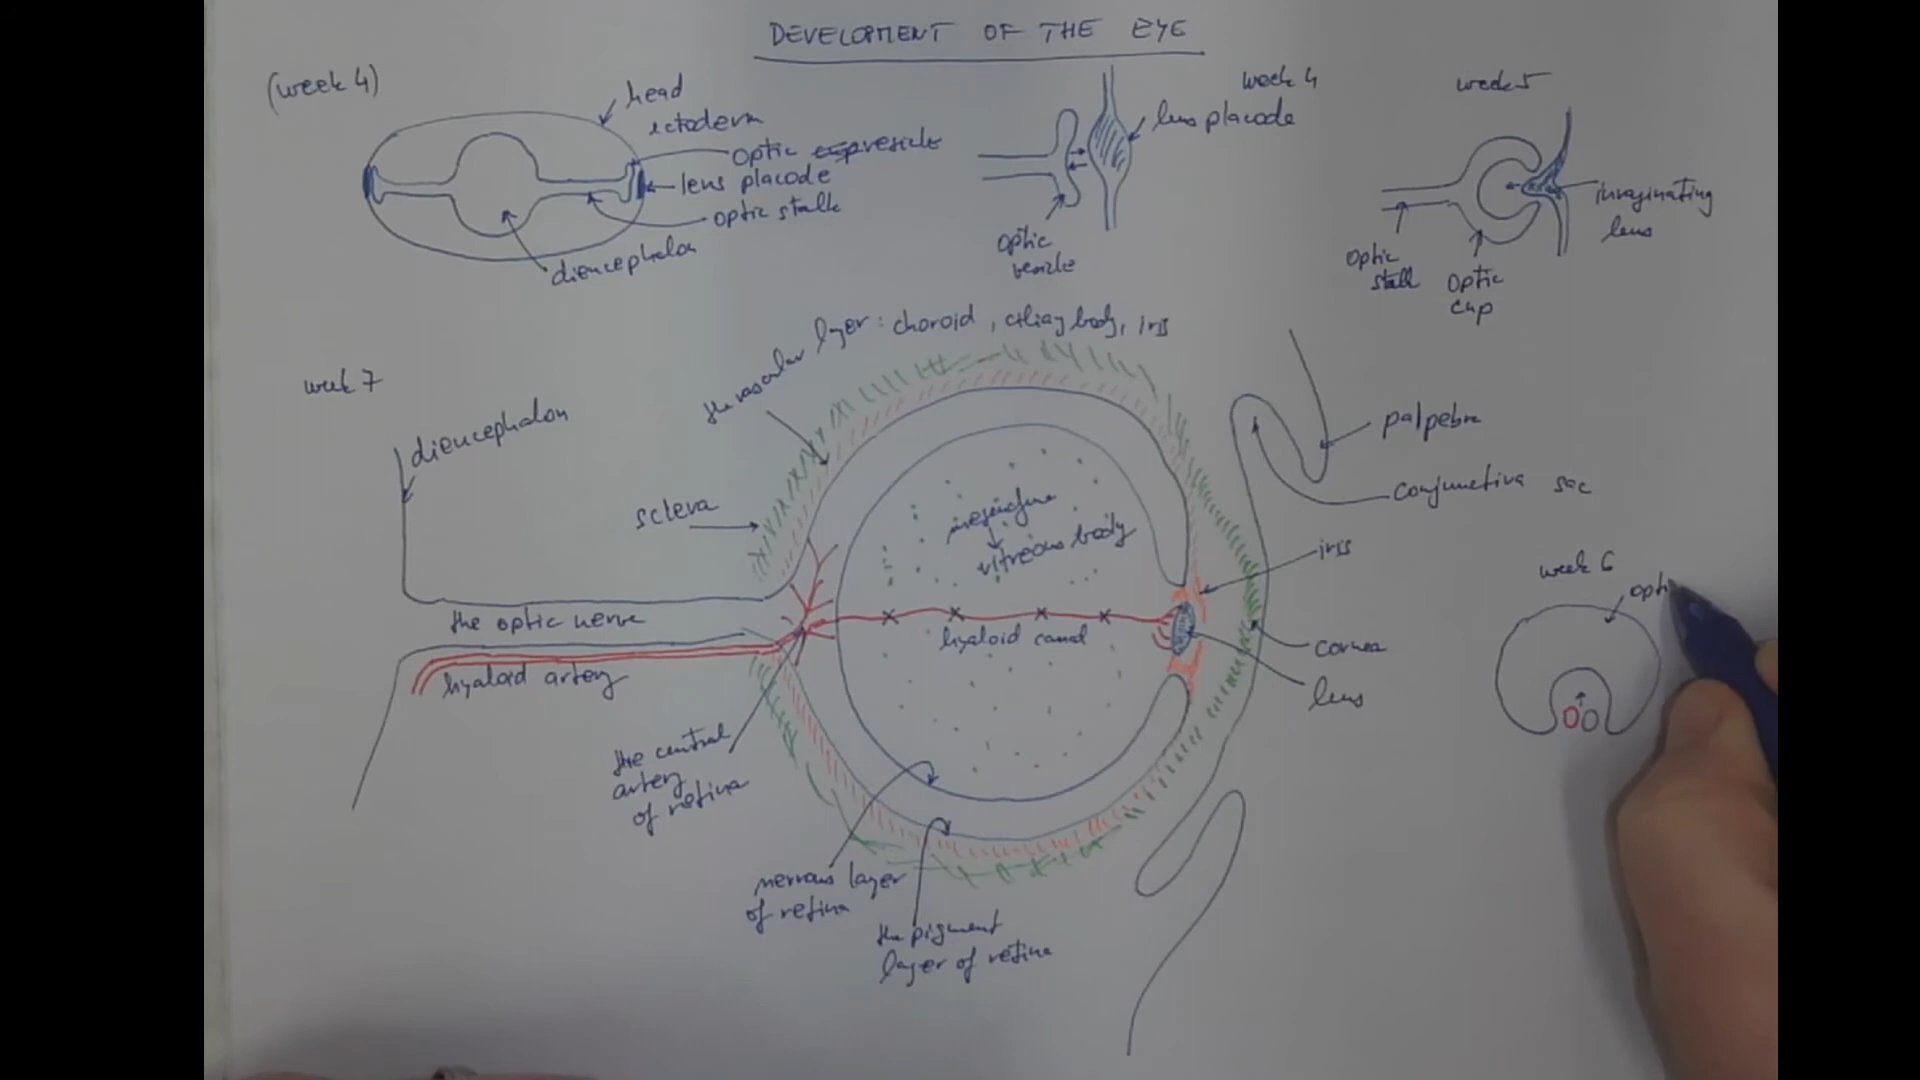 DEVELOPMENT OF THE EYE
(week 4)
head
ectoderm
optic vesicle
lens placode
optic stalk
diencephalon
week 4
lens placode
optic
vesicle
week 5
invaginating
lens
optic
stalk
optic
cup
the vascular layer: choroid, ciliary body, iris
week 7
diencephalon
sclera
the optic nerve
hyaloid artery
the central
artery
of retina
mesenchyme
vitreous body
hyaloid canal
nervous layer
of retina
the pigment
layer of retina
palpebra
conjunctiva sac
iris
cornea
lens
week 6
opti